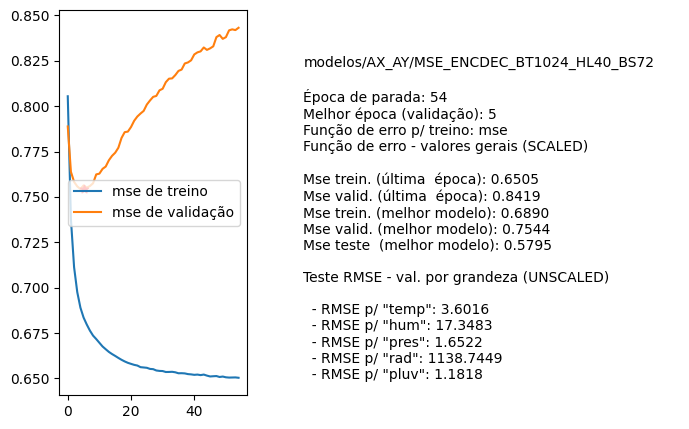 0.850
0.825
0.800
0.775
0.750
0.725
0.700
0.675
0.650
0
20
40
mse de treino
mse de validação
modelos/AX_AY/MSE_ENCDEC_BT1024_HL40_BS72
Época de parada: 54
Melhor época (validação): 5
Função de erro p/ treino: mse
Função de erro - valores gerais (SCALED)
Mse trein. (última  época): 0.6505
Mse valid. (última  época): 0.8419
Mse trein. (melhor modelo): 0.6890
Mse valid. (melhor modelo): 0.7544
Mse teste  (melhor modelo): 0.5795
Teste RMSE - val. por grandeza (UNSCALED)
- RMSE p/ "temp": 3.6016
- RMSE p/ "hum": 17.3483
- RMSE p/ "pres": 1.6522
- RMSE p/ "rad": 1138.7449
- RMSE p/ "pluv": 1.1818